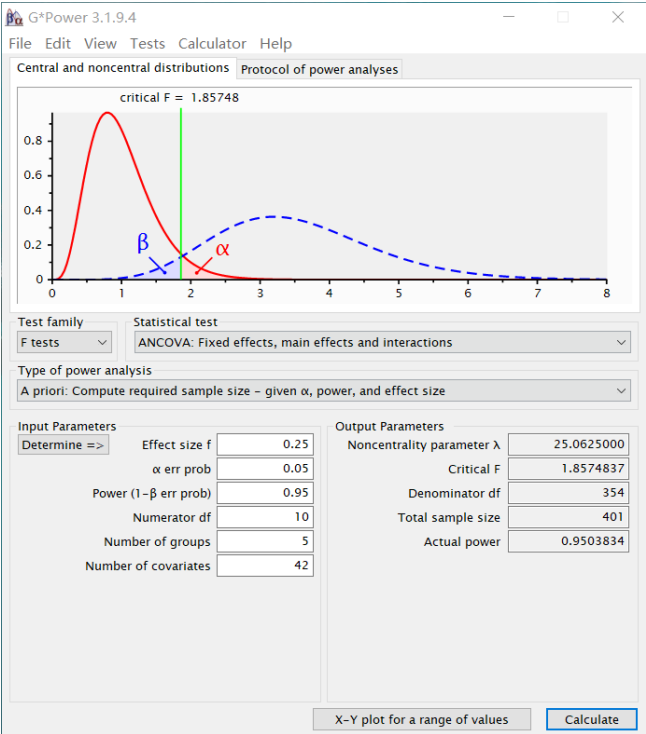 G*Power 3.1.9.4
File Edit View Tests Calculator Help
Central and noncentral distributions Protocol of power analyses
critical F = 1.85748
0.8
0.6
0.4
0.2
0
β
α
0 1 2 3 4 5 6 7 8
Test family Statistical test
F tests ANCOVA: Fixed effects, main effects and interactions
Type of power analysis
A priori: Compute required sample size – given α, power, and effect size
Input Parameters Output Parameters
Determine => Effect size f 0.25 Noncentrality parameter λ 25.0625000
α err prob 0.05 Critical F 1.8574837
Power (1-β err prob) 0.95 Denominator df 354
Numerator df 10 Total sample size 401
Number of groups 5 Actual power 0.9503834
Number of covariates 42
X-Y plot for a range of values Calculate